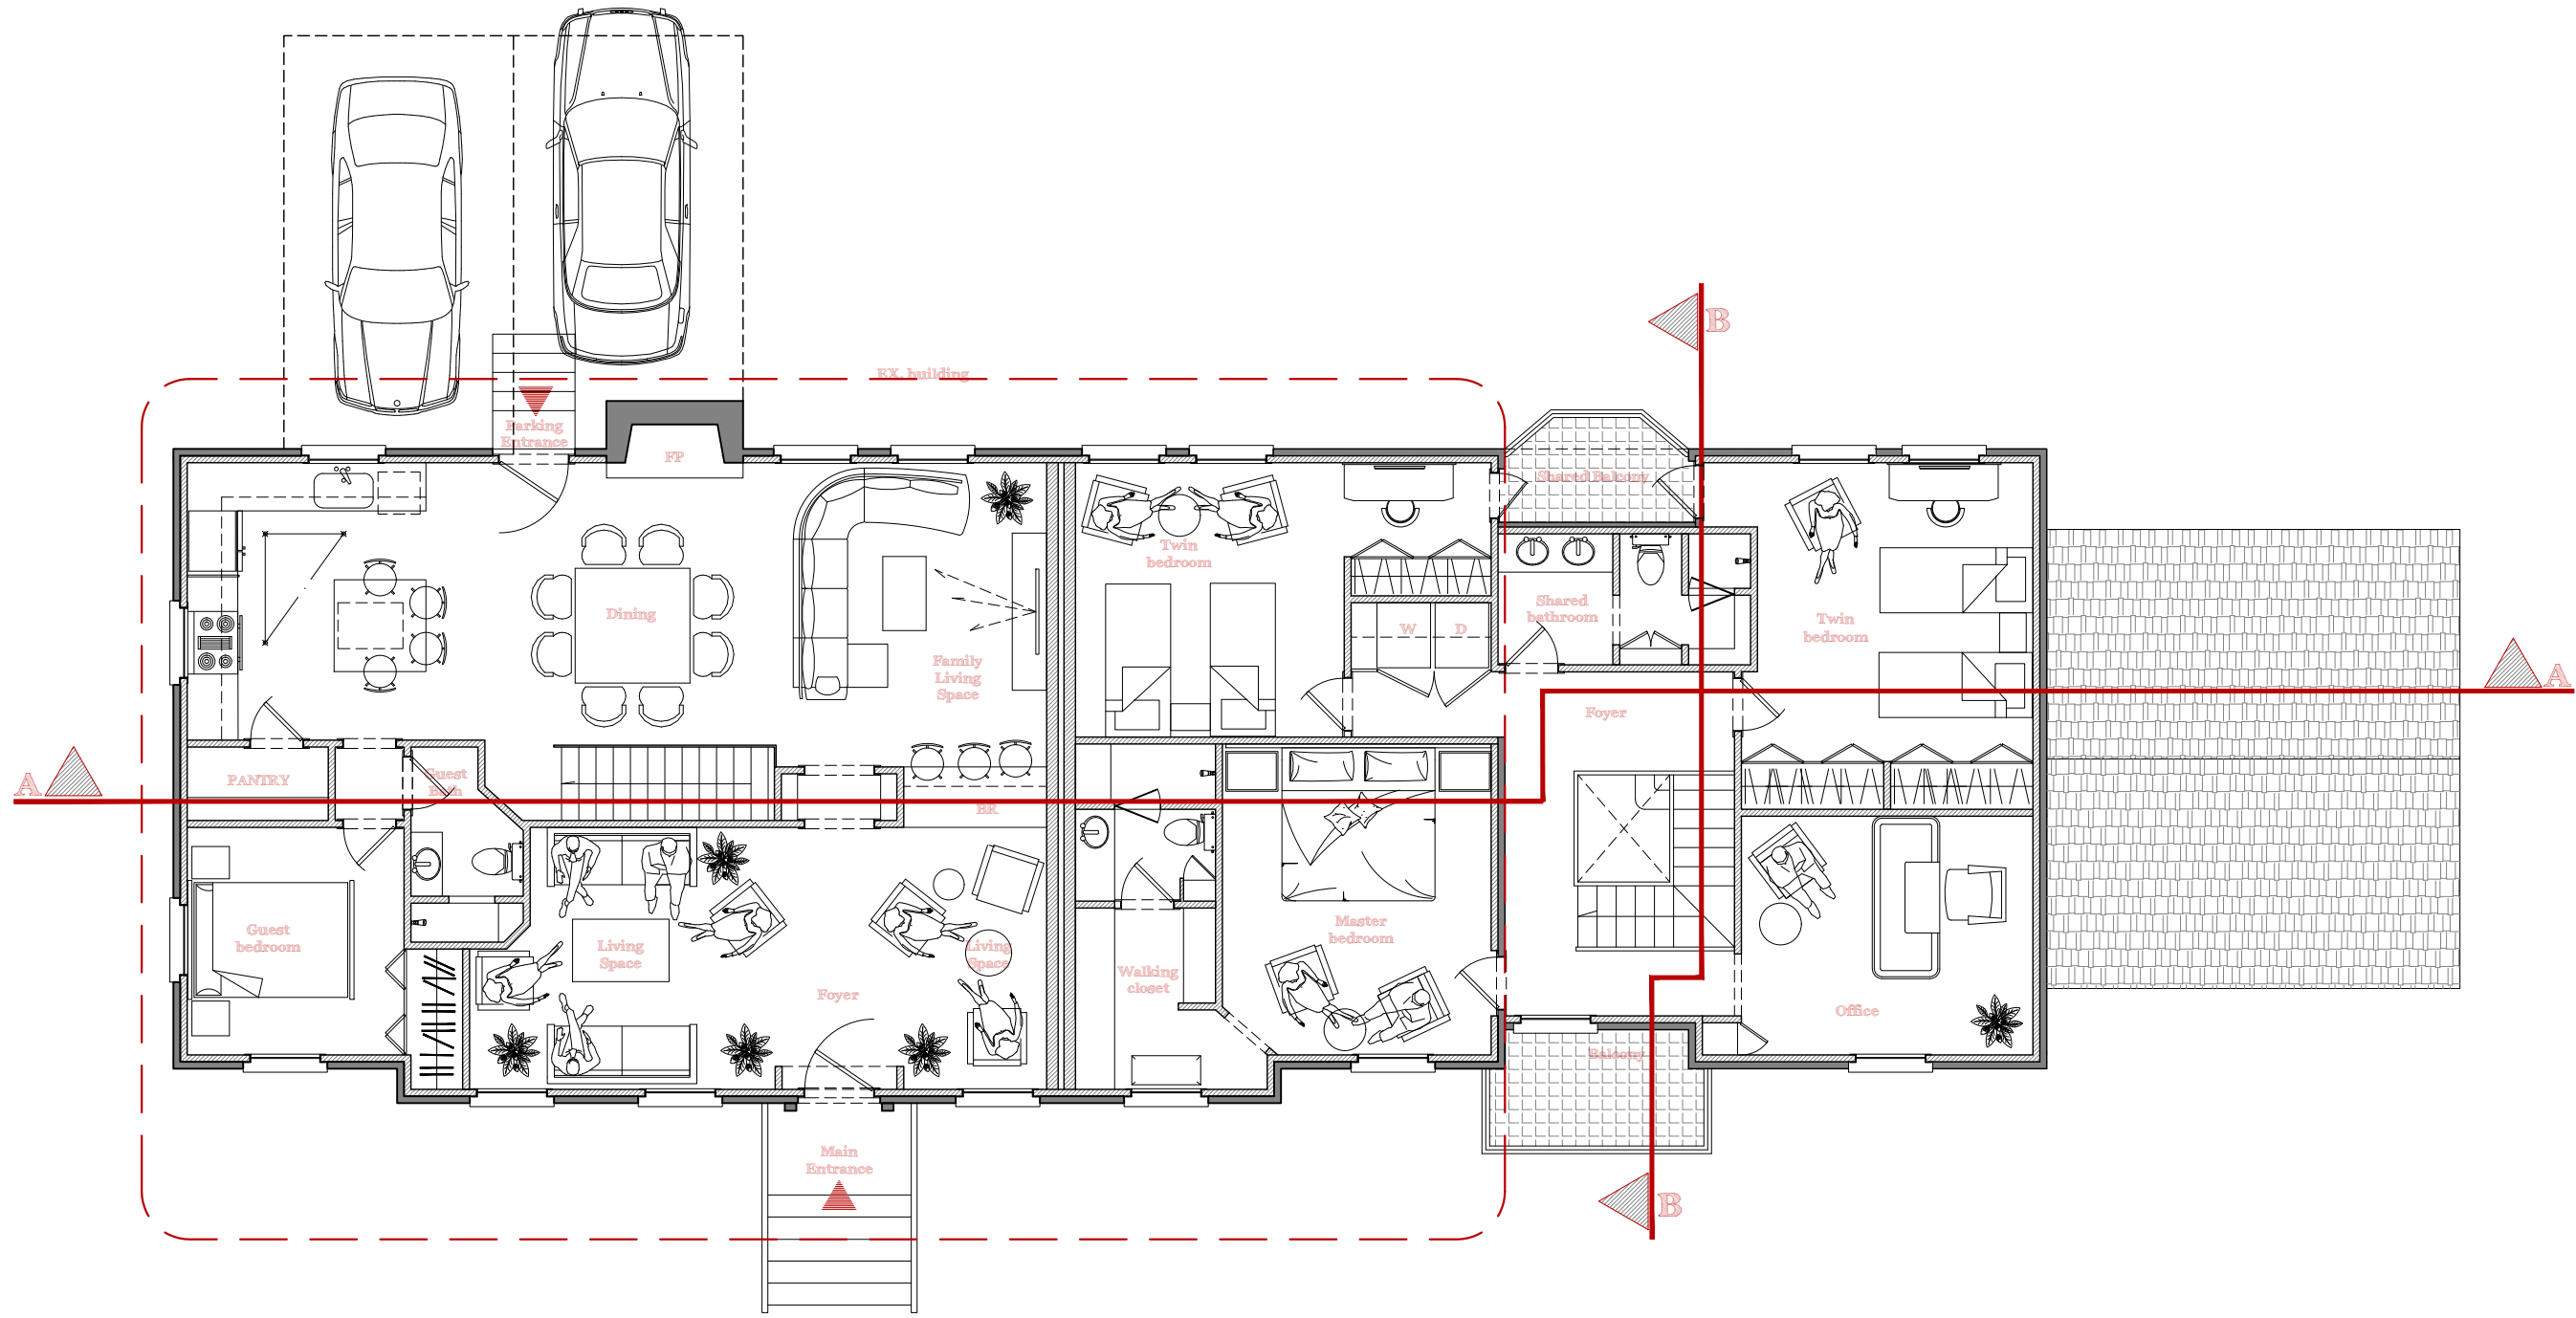 B
EX. building
Parking
Entrance
FP
Shared Balcony
Twin
bedroom
Dining
W D
Shared
bathroom
Twin
bedroom
Family
Living
Space
A
Foyer
A
PANTRY
Guest
Bath
BR
Guest
bedroom
Living
Space
Living
Space
Master
bedroom
Walking
closet
Foyer
Office
Balcony
Main
Entrance
B